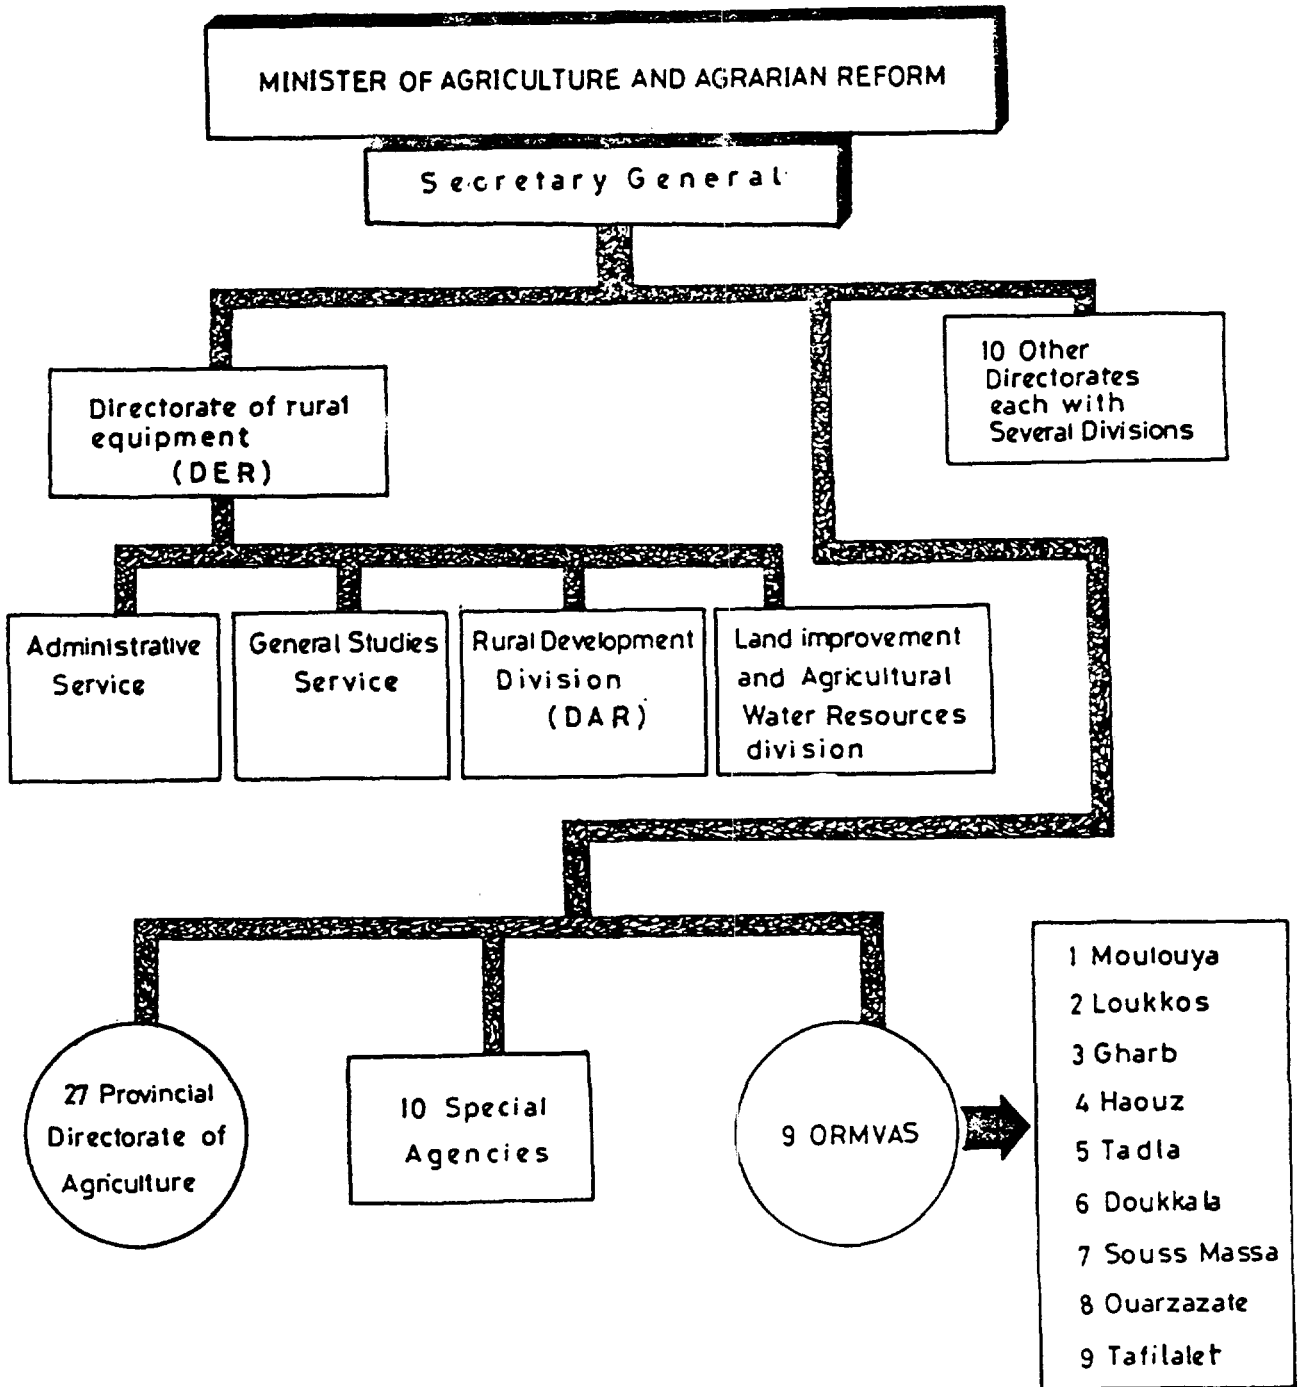 MINISTER OF AGRICULTURE AND AGRARIAN REFORM
Secretary General
10 Other
Directorates
each with
Several Divisions
Directorate of rural
equipment
(DER)
Administrative
Service
General Studies
Service
Rural Development
Division
(DAR)
Land improvement
and Agricultural
Water Resources
division
27 Provincial
Directorate of
Agriculture
10 Special
Agencies
9 ORMVAS
1 Moulouya
2 Loukkos
3 Gharb
4 Haouz
5 Tadla
6 Doukkala
7 Souss Massa
8 Ouarzazate
9 Tafilalet